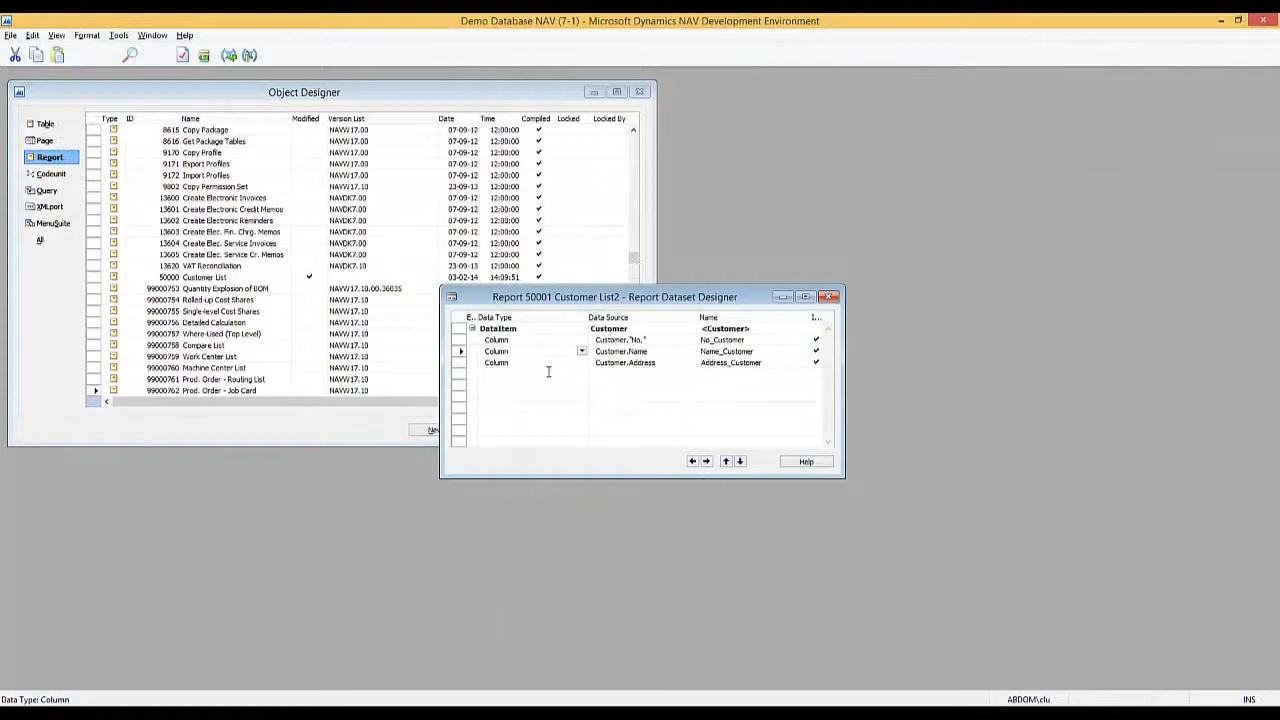 Demo Database NAV (7-1) - Microsoft Dynamics NAV Development Environment
File Edit View Format Tools Window Help
Object Designer
Type ID Name Modified Version List Date Time Compiled Locked Locked By
Table
Page
Report
Codeunit
Query
XMLport
MenuSuite
All
8615 Copy Package NAVW17.00 07-09-12 12:00:00
8616 Get Package Tables NAVW17.00 07-09-12 12:00:00
9170 Copy Profile NAVW17.00 07-09-12 12:00:00
9171 Export Profiles NAVW17.00 07-09-12 12:00:00
9172 Import Profiles NAVW17.00 07-09-12 12:00:00
9802 Copy Permission Set NAVW17.10 23-09-13 12:00:00
13600 Create Electronic Invoices NAVDK7.00 07-09-12 12:00:00
13601 Create Electronic Credit Memos NAVDK7.00 07-09-12 12:00:00
13602 Create Electronic Reminders NAVDK7.00 07-09-12 12:00:00
13603 Create Elec. Fin. Chrg. Memos NAVDK7.00 07-09-12 12:00:00
13604 Create Elec. Service Invoices NAVDK7.00 07-09-12 12:00:00
13605 Create Elec. Service Cr. Memos NAVDK7.00 07-09-12 12:00:00
13620 VAT Reconciliation NAVDK7.10 23-09-13 12:00:00
50000 Customer List 03-02-14 14:09:51
99000753 Quantity Explosion of BOM NAVW17.10.00.36035
99000754 Rolled-up Cost Shares NAVW17.10
99000755 Single-level Cost Shares NAVW17.10
99000756 Detailed Calculation NAVW17.10
99000757 Where-Used (Top Level) NAVW17.10
99000758 Compare List NAVW17.10
99000759 Work Center List NAVW17.10
99000760 Machine Center List NAVW17.10
99000761 Prod. Order - Routing List NAVW17.10
99000762 Prod. Order - Job Card NAVW17.10
Report 50001 Customer List2 - Report Dataset Designer
E.. Data Type Data Source Name I...
DataItem Customer <Customer>
Column Customer."No." No_Customer
Column Customer.Name Name_Customer
Column Customer.Address Address_Customer
Help
Data Type: Column ABDOM\clu INS